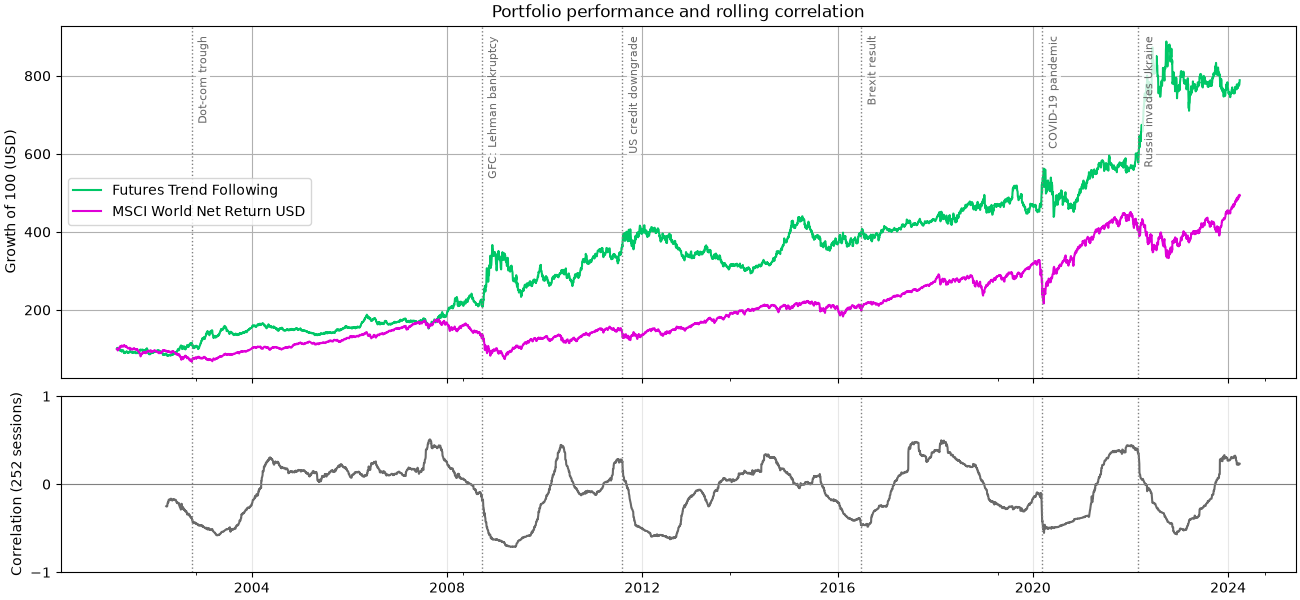 Portfolio performance and rolling correlation
Growth of 100 (USD)
800
600
400
200
Dot-com trough
GFC: Lehman bankruptcy
US credit downgrade
Brexit result
COVID-19 pandemic
Russia invades Ukraine
Futures Trend Following
MSCI World Net Return USD
Correlation (252 sessions)
1
0
−1
2004
2008
2012
2016
2020
2024